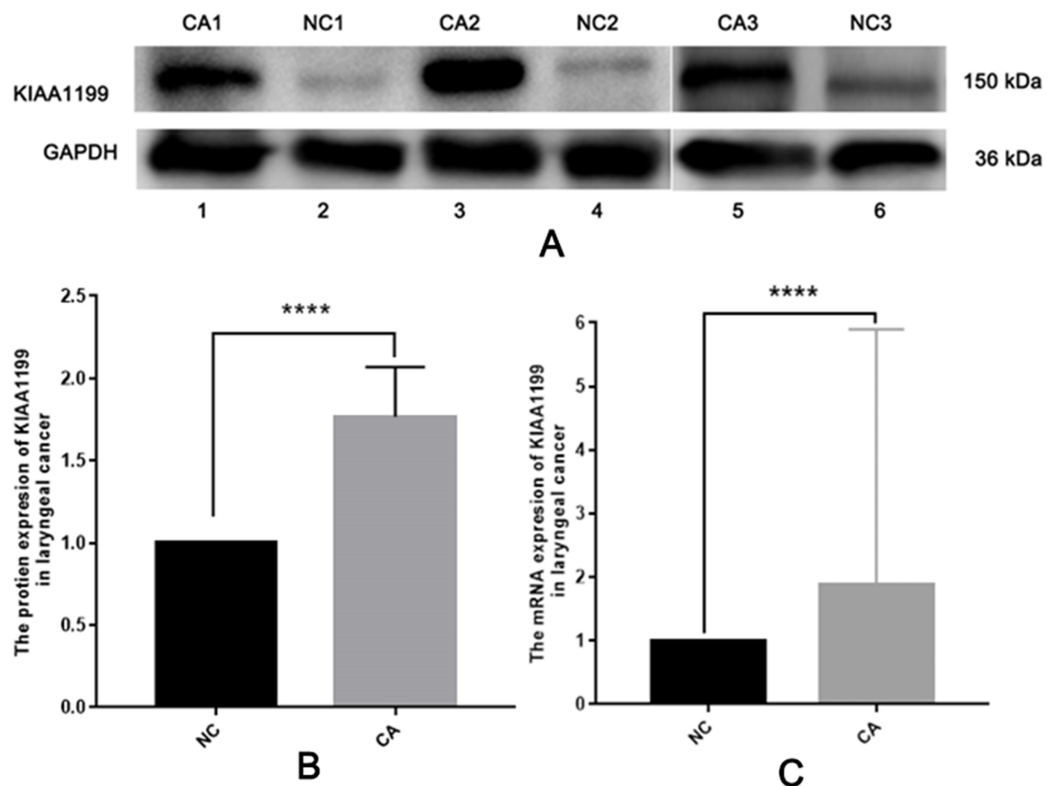 CA1 NC1 CA2 NC2 CA3 NC3
KIAA1199 150 kDa
GAPDH 36 kDa
1 2 3 4 5 6
A
The protien expresion of KIAA1199
in laryngeal cancer
2.5
2.0
1.5
1.0
0.5
0.0
****
NC CA
B
The mRNA expresion of KIAA1199
in laryngeal cancer
6
5
4
3
2
1
0
****
NC CA
C